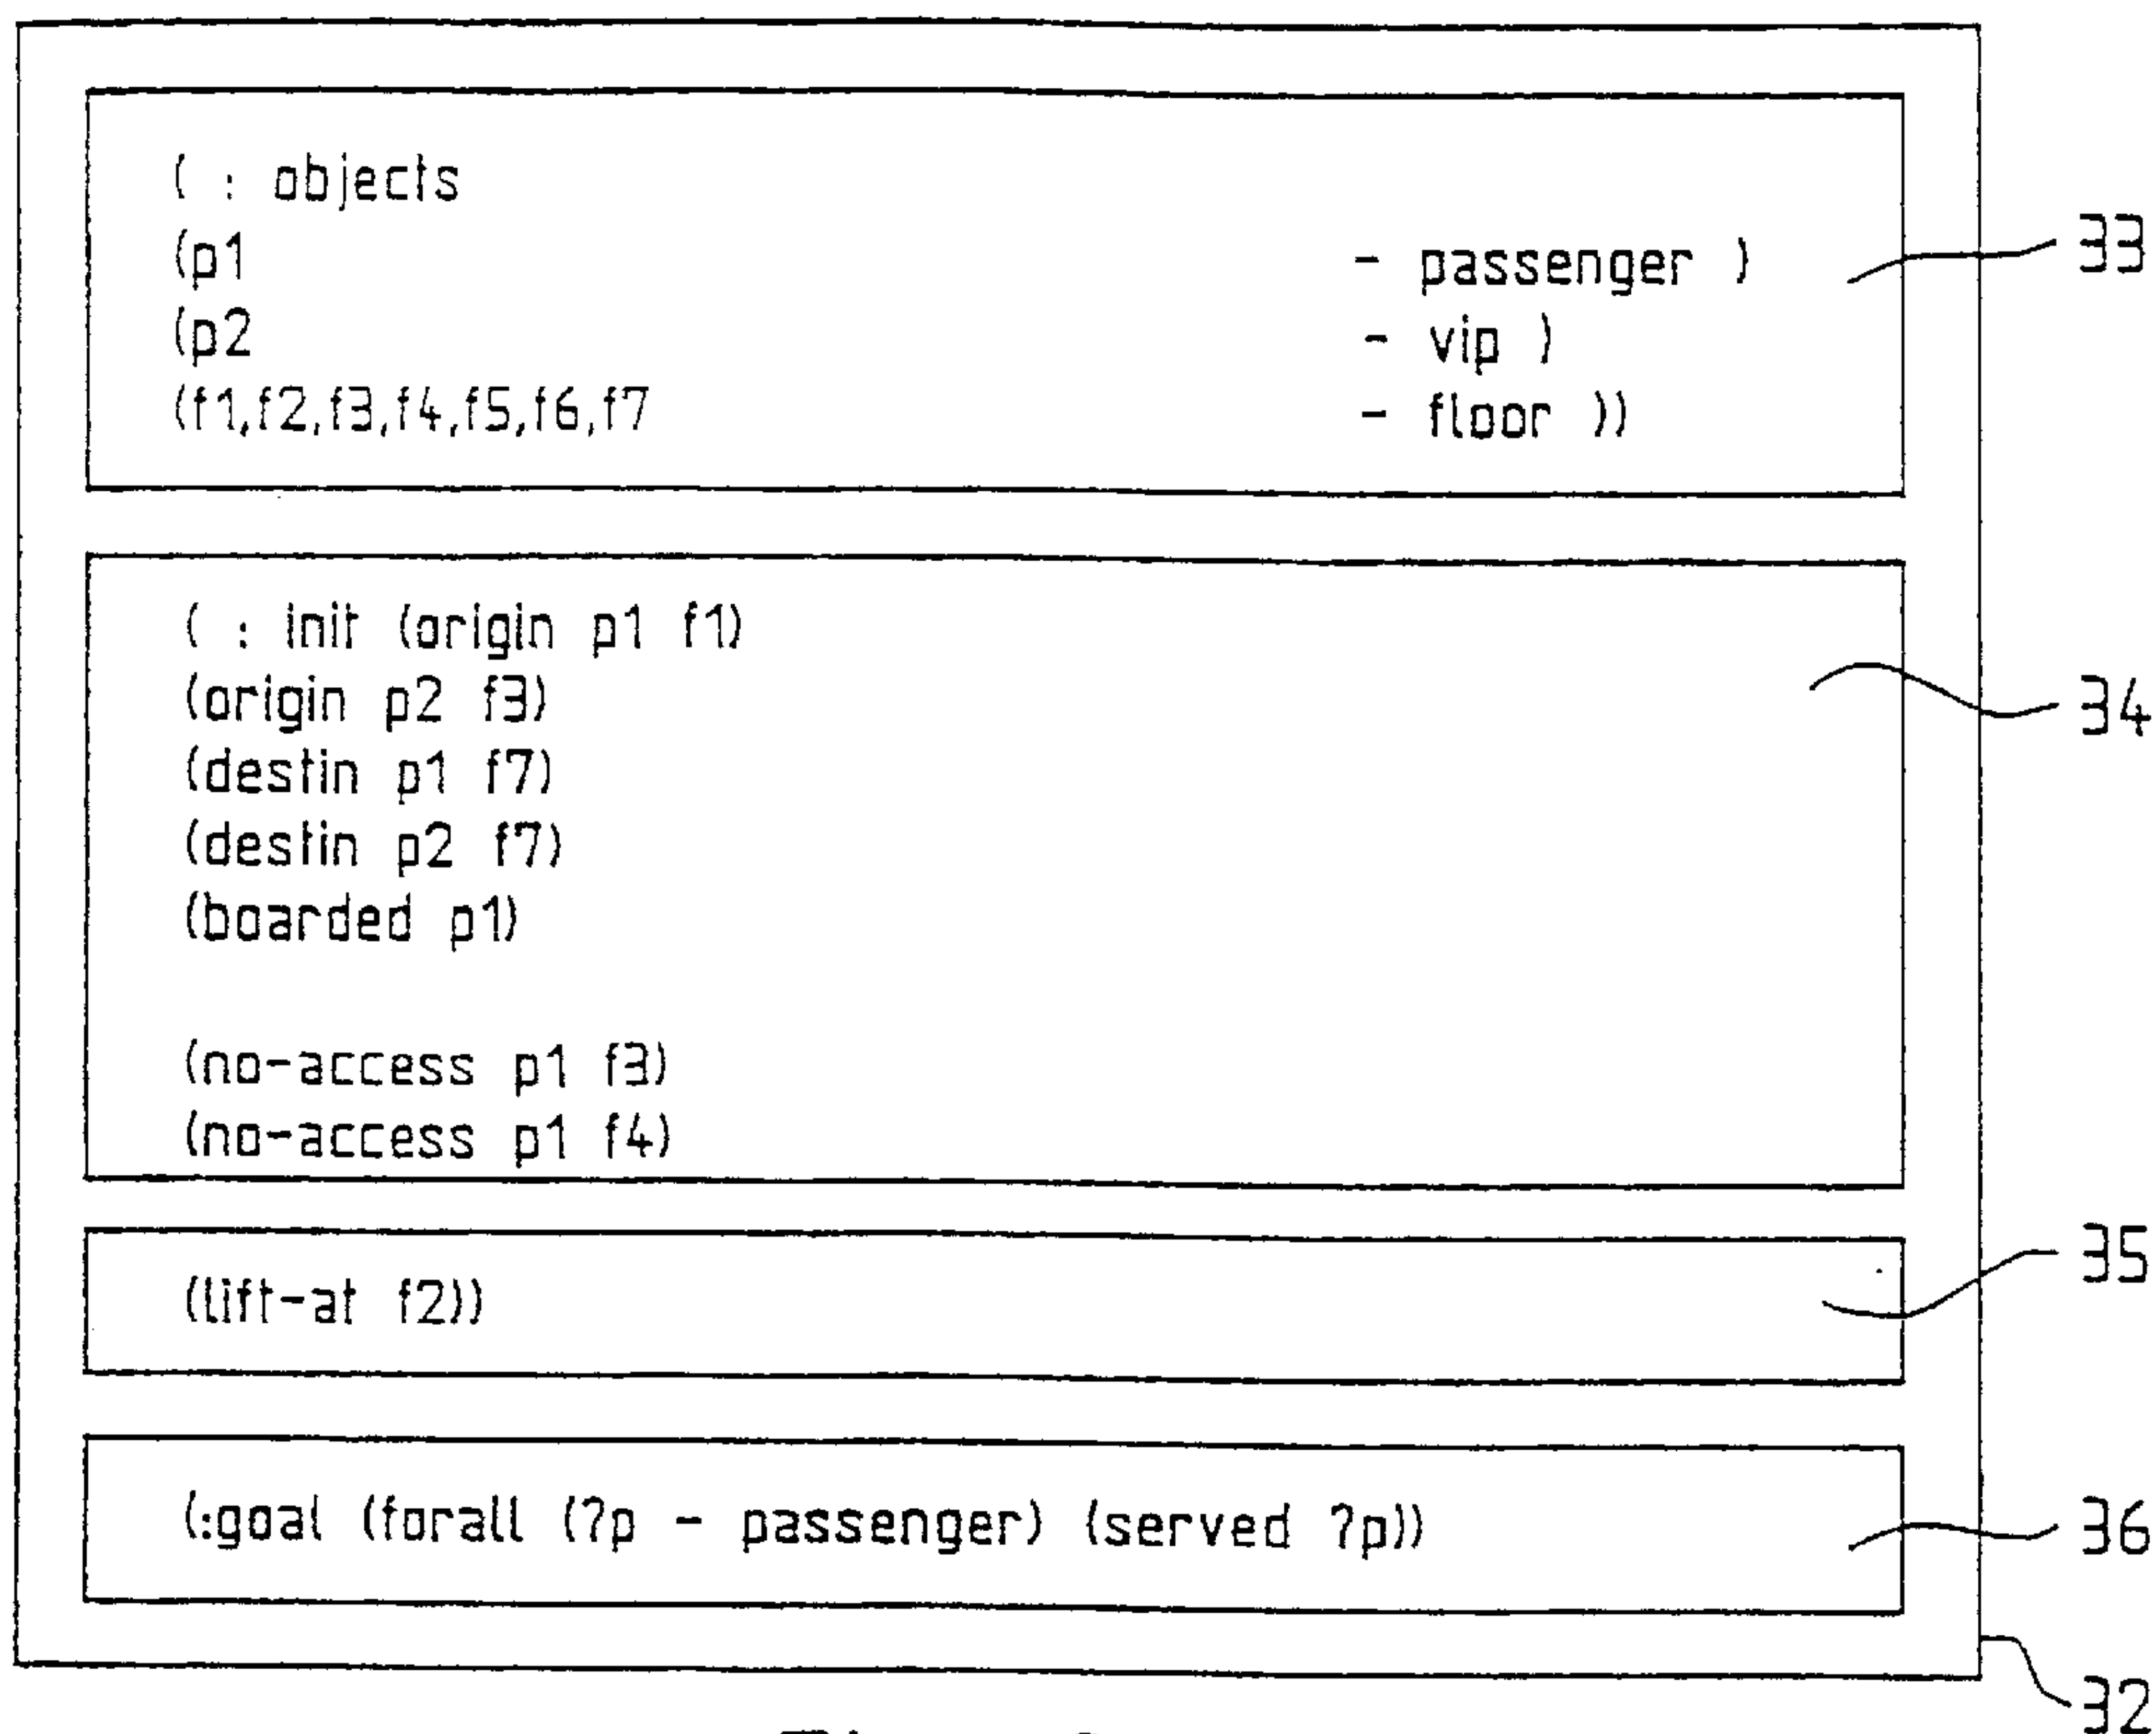 ( : objects
(p1 - passenger )
(p2 - vip )
(f1,f2,f3,f4,f5,f6,f7 - floor ))
33
( : init (origin p1 f1)
(origin p2 f3)
(destin p1 f7)
(destin p2 f7)
(boarded p1)
(no-access p1 f3)
(no-access p1 f4)
34
(lift-at f2))
35
(:goal (forall (?p - passenger) (served ?p))
36
32